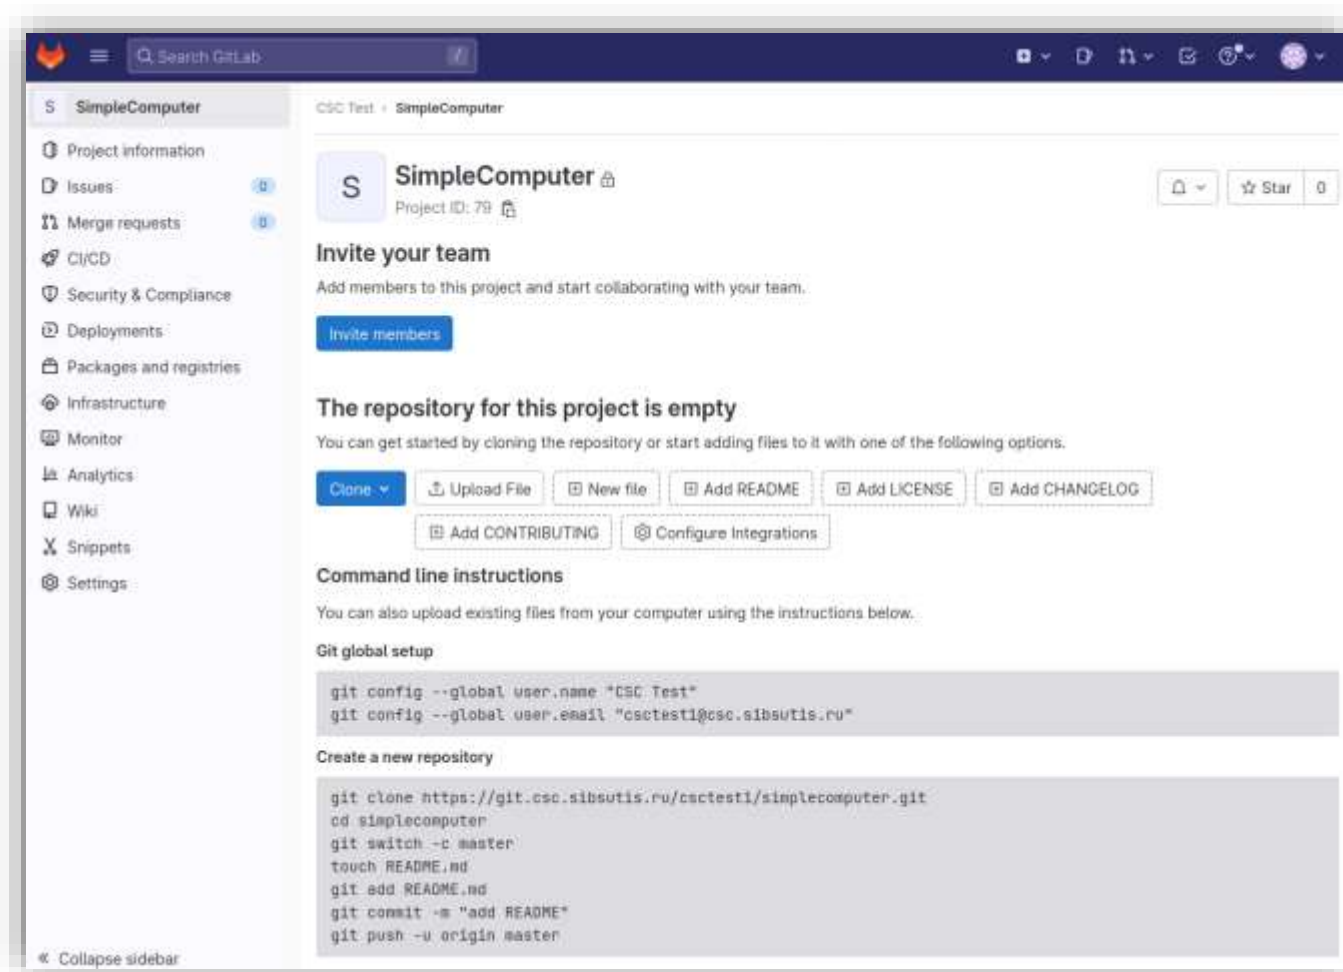 Search GitLab /
S SimpleComputer
Project information
Issues 0
Merge requests 0
CI/CD
Security & Compliance
Deployments
Packages and registries
Infrastructure
Monitor
Analytics
Wiki
Snippets
Settings
Collapse sidebar
CSC Test › SimpleComputer
S
SimpleComputer
Project ID: 79
Star 0
Invite your team
Add members to this project and start collaborating with your team.
Invite members
The repository for this project is empty
You can get started by cloning the repository or start adding files to it with one of the following options.
Clone Upload File New file Add README Add LICENSE Add CHANGELOG
Add CONTRIBUTING Configure Integrations
Command line instructions
You can also upload existing files from your computer using the instructions below.
Git global setup
git config --global user.name "CSC Test"
git config --global user.email "csctest1@csc.sibsutis.ru"
Create a new repository
git clone https://git.csc.sibsutis.ru/csctest1/simplecomputer.git
cd simplecomputer
git switch -c master
touch README.md
git add README.md
git commit -m "add README"
git push -u origin master